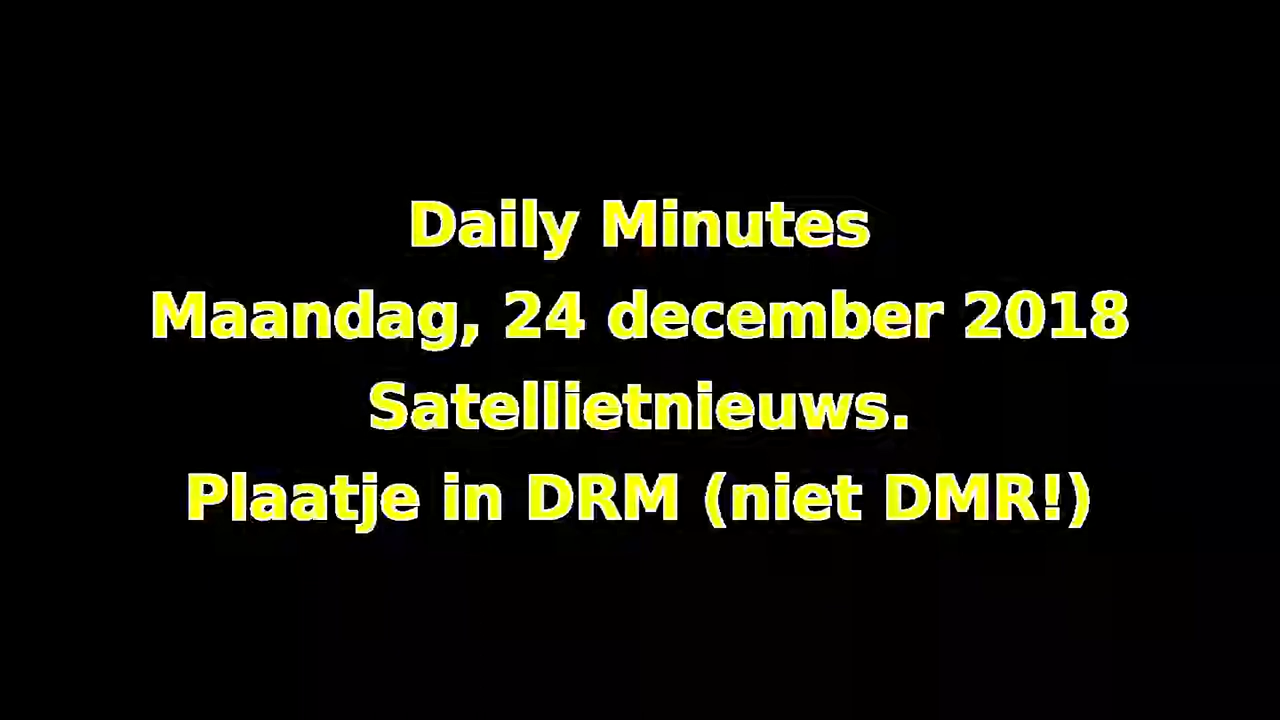 Daily Minutes
Maandag, 24 december 2018
Satellietnieuws.
Plaatje in DRM (niet DMR!)